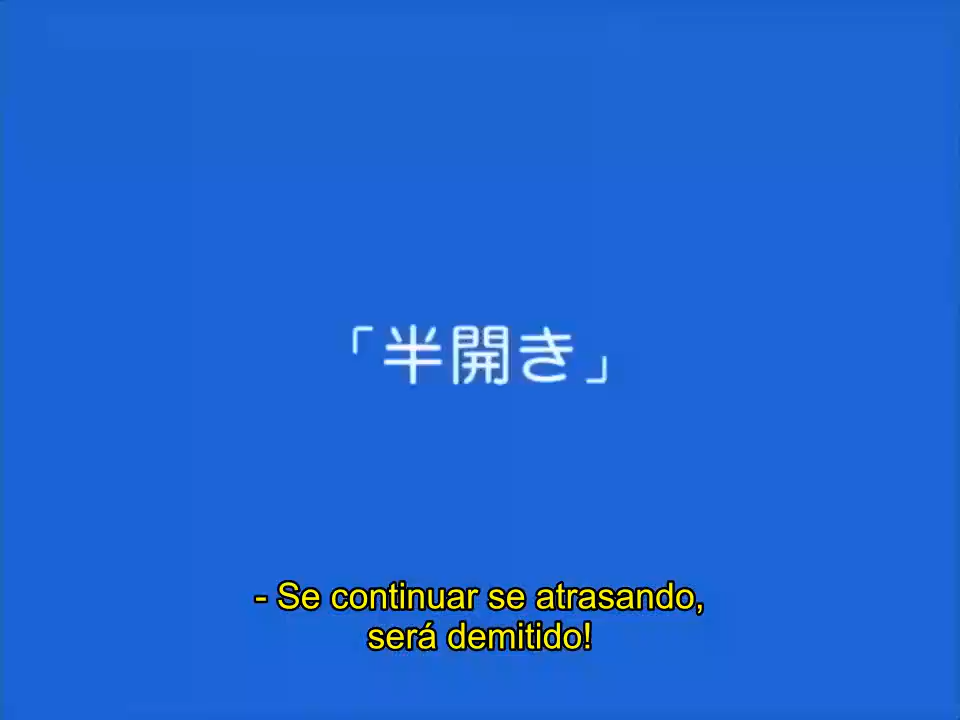 「半開き」
- Se continuar se atrasando,
será demitido!